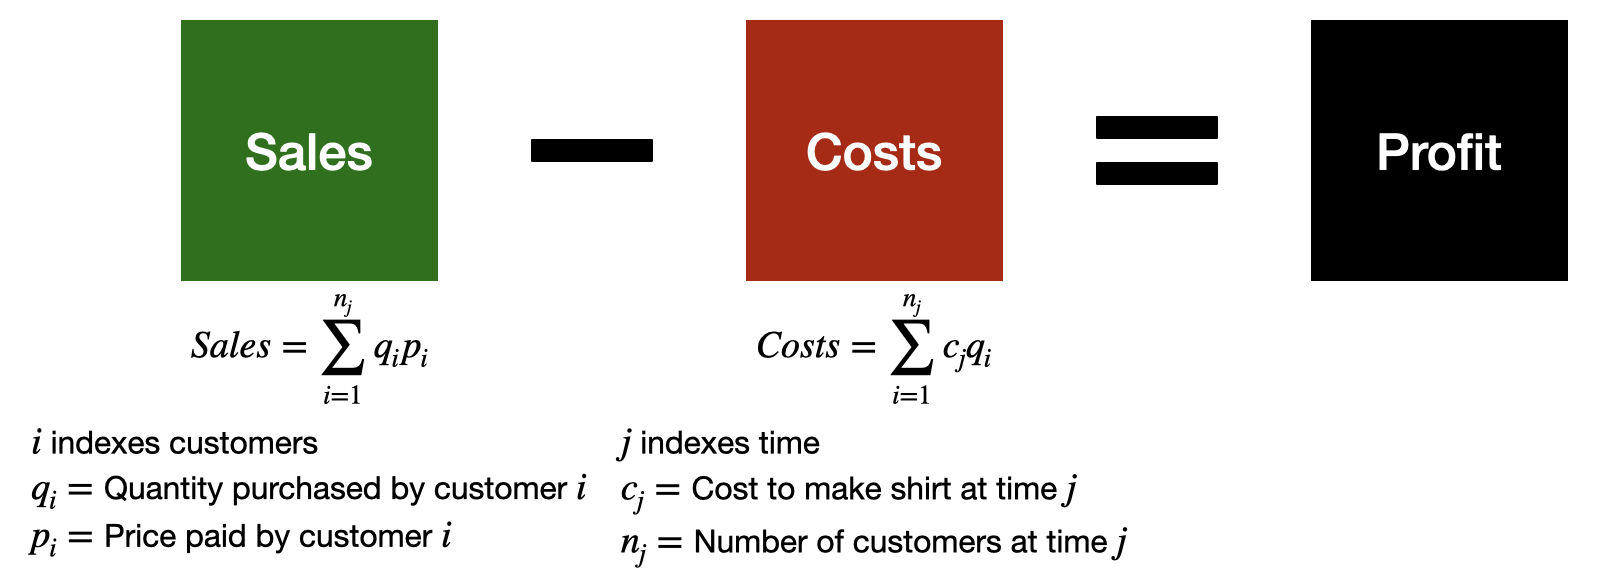 Sales − Costs = Profit
Sales = \sum_{i=1}^{n_j} q_i p_i
Costs = \sum_{i=1}^{n_j} c_j q_i
i indexes customers
q_i = Quantity purchased by customer i
p_i = Price paid by customer i
j indexes time
c_j = Cost to make shirt at time j
n_j = Number of customers at time j